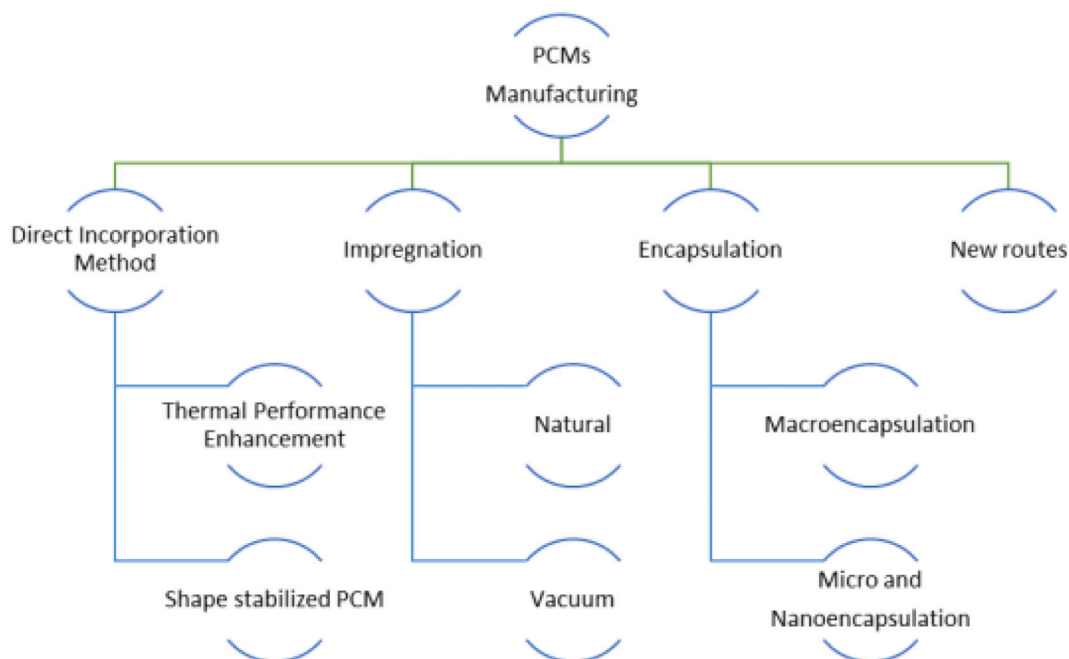 PCMs
Manufacturing
Direct Incorporation
Method
Impregnation
Encapsulation
New routes
Thermal Performance
Enhancement
Natural
Macroencapsulation
Shape stabilized PCM
Vacuum
Micro and
Nanoencapsulation